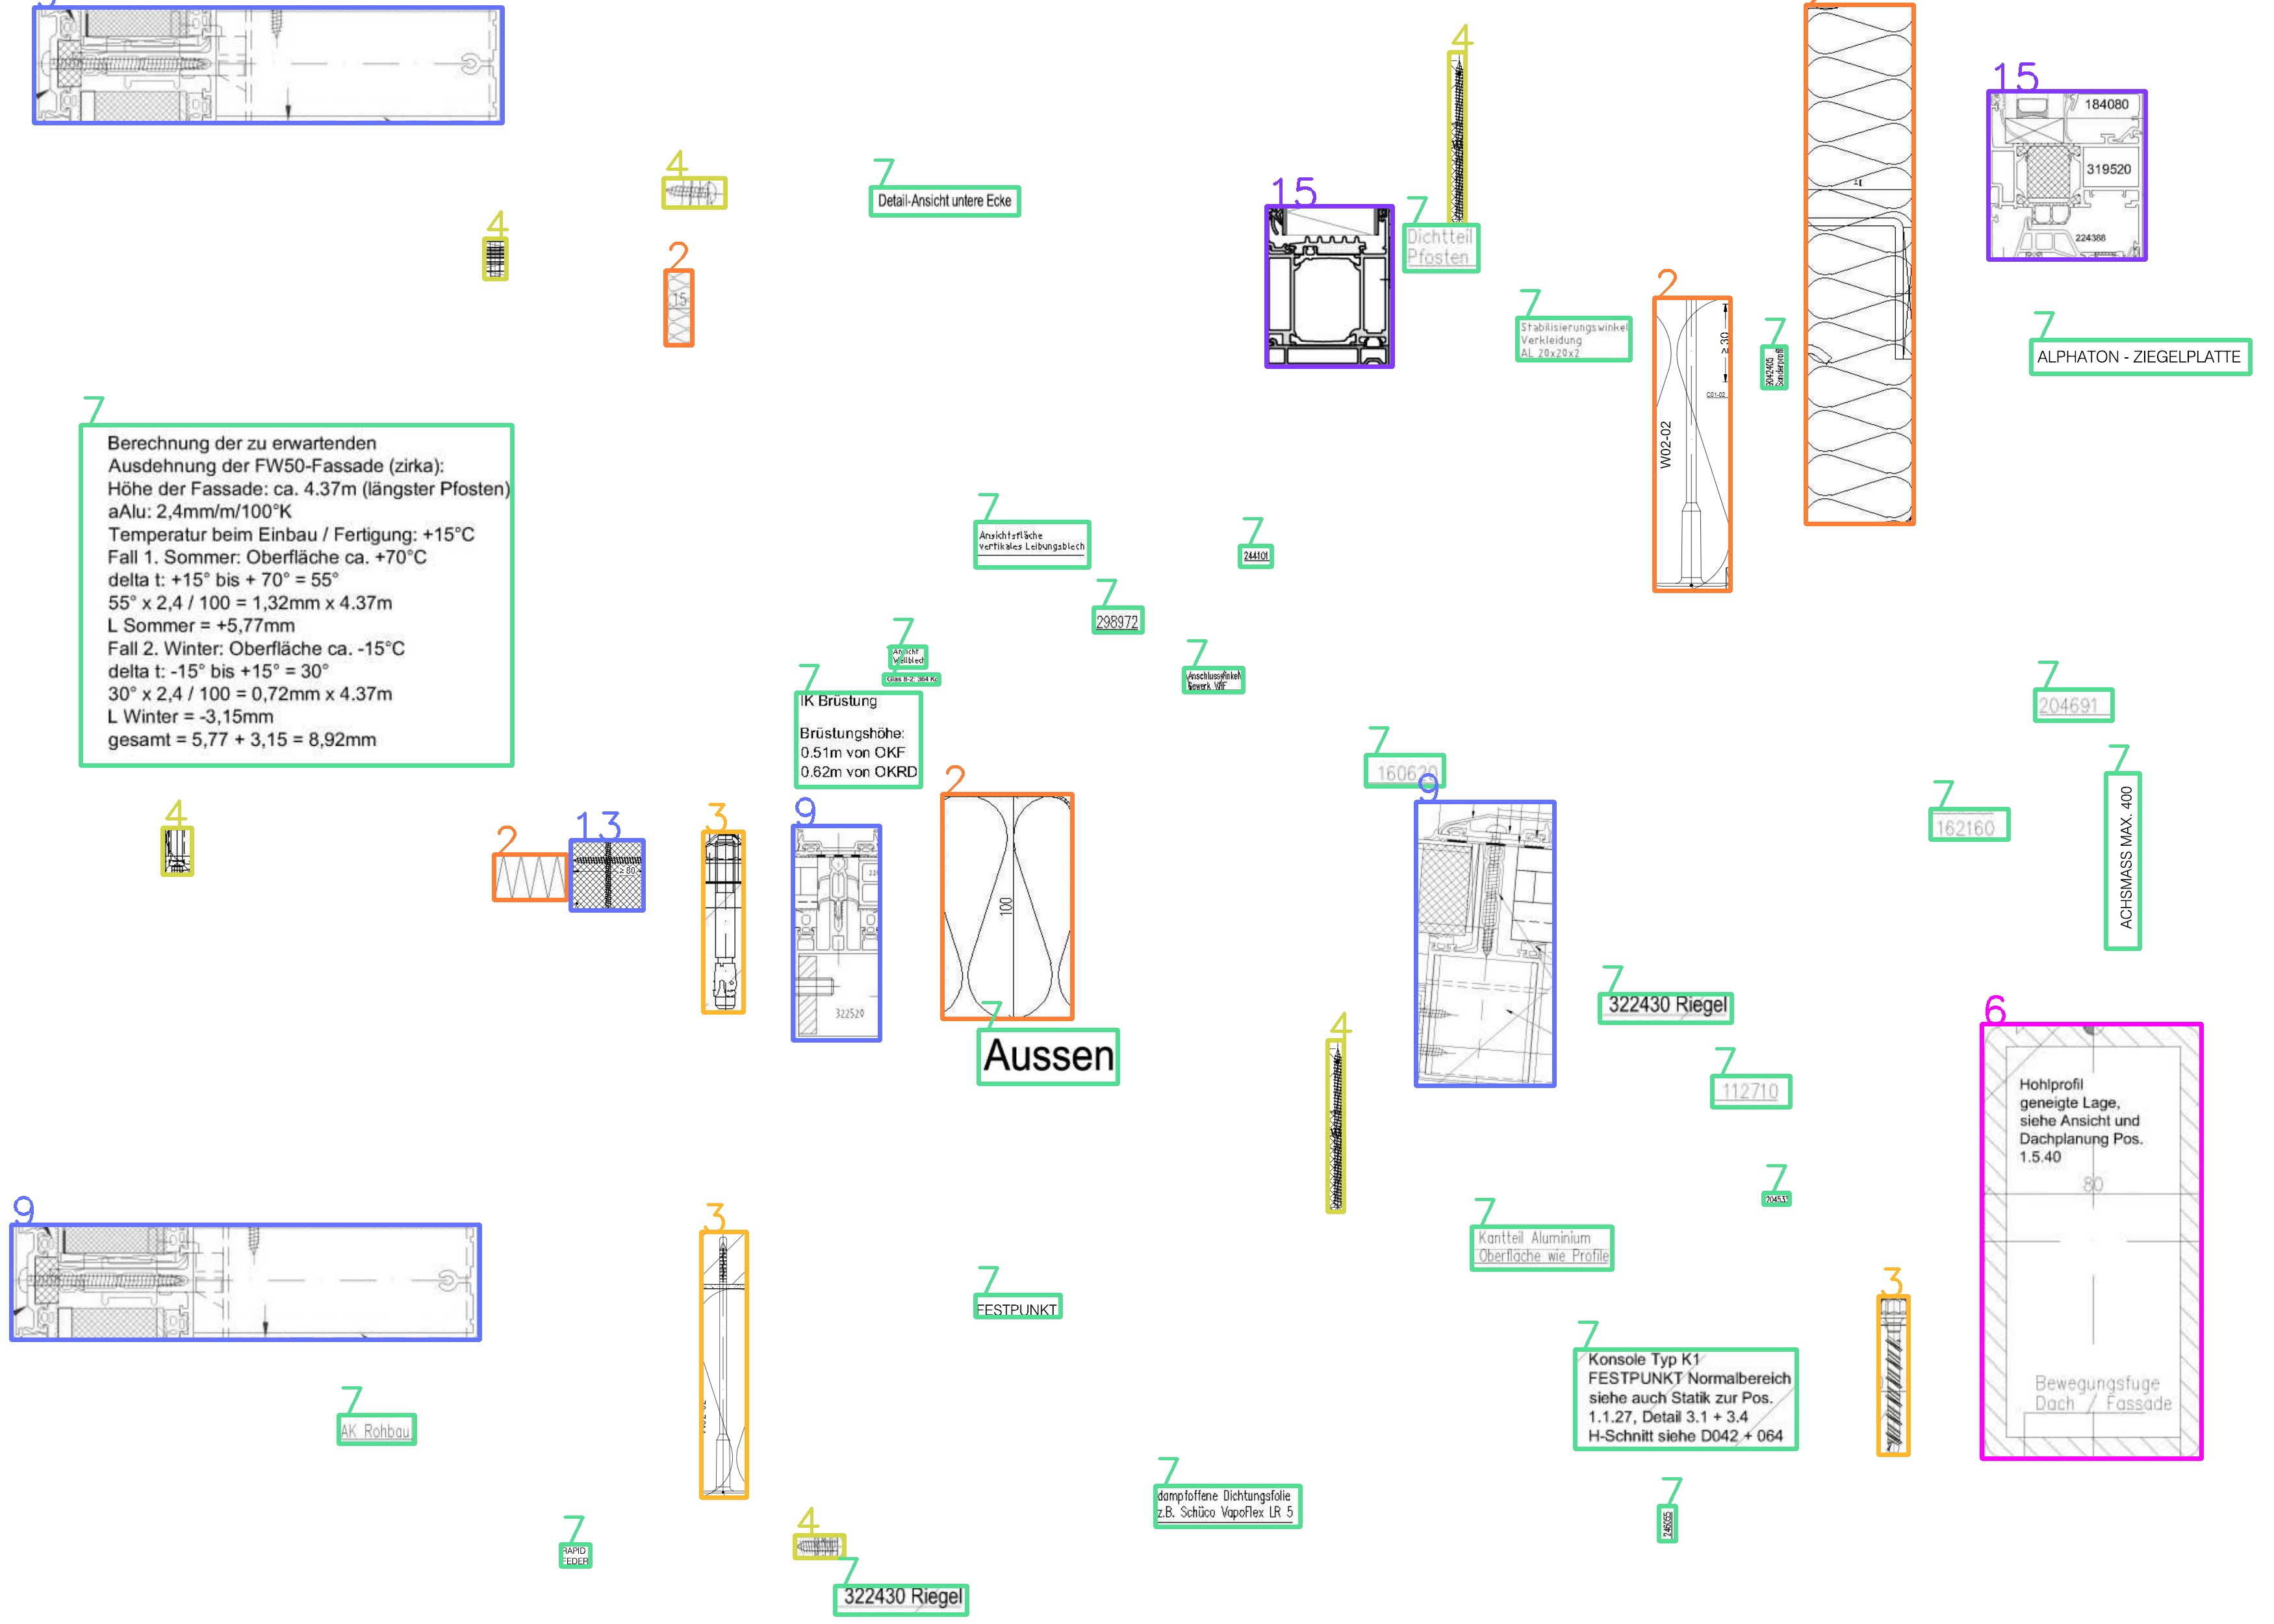 4
15
184080
319520
224388
4
7
Detail-Ansicht untere Ecke
15
7
Dichtteil
Pfosten
4
2
15
2
≥ 30
C01-02
W02-02
7
Stabilisierungswinkel
Verkleidung
AL 20x20x2
7
9042405
Sonderprofil
7
ALPHATON - ZIEGELPLATTE
7
Berechnung der zu erwartenden
Ausdehnung der FW50-Fassade (zirka):
Höhe der Fassade: ca. 4.37m (längster Pfosten)
aAlu: 2,4mm/m/100°K
Temperatur beim Einbau / Fertigung: +15°C
Fall 1. Sommer: Oberfläche ca. +70°C
delta t: +15° bis + 70° = 55°
55° x 2,4 / 100 = 1,32mm x 4.37m
L Sommer = +5,77mm
Fall 2. Winter: Oberfläche ca. -15°C
delta t: -15° bis +15° = 30°
30° x 2,4 / 100 = 0,72mm x 4.37m
L Winter = -3,15mm
gesamt = 5,77 + 3,15 = 8,92mm
7
Ansichtsfläche
vertikales Leibungsblech
7
244101
7
298972
7
Ansicht
7
Anschlusswinkel
Gewerk
7
IK Brüstung
Brüstungshöhe:
0.51m von OKF
0.62m von OKRD
7
204691
7
160620
7
162160
7
ACHSMASS MAX. 400
4
2
13
≥ 80
3
9
322520
2
100
9
7
Aussen
7
322430 Riegel
4
7
112710
6
Hohlprofil
geneigte Lage,
siehe Ansicht und
Dachplanung Pos.
1.5.40
80
Bewegungsfuge
Dach / Fassade
7
9
3
7
Kantteil Aluminium
Oberfläche wie Profile
7
FESTPUNKT
3
7
Konsole Typ K1
FESTPUNKT Normalbereich
siehe auch Statik zur Pos.
1.1.27, Detail 3.1 + 3.4
H-Schnitt siehe D042 + 064
7
AK Rohbau
7
dampfoffene Dichtungsfolie
z.B. Schüco VapoFlex LR 5
7
246055
7
RAPID
FEDER
4
7
322430 Riegel